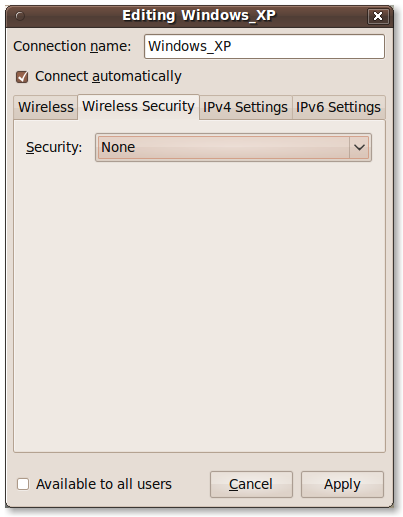 Editing Windows_XP
Connection name: Windows_XP
Connect automatically
Wireless Wireless Security IPv4 Settings IPv6 Settings
Security: None
Available to all users Cancel Apply